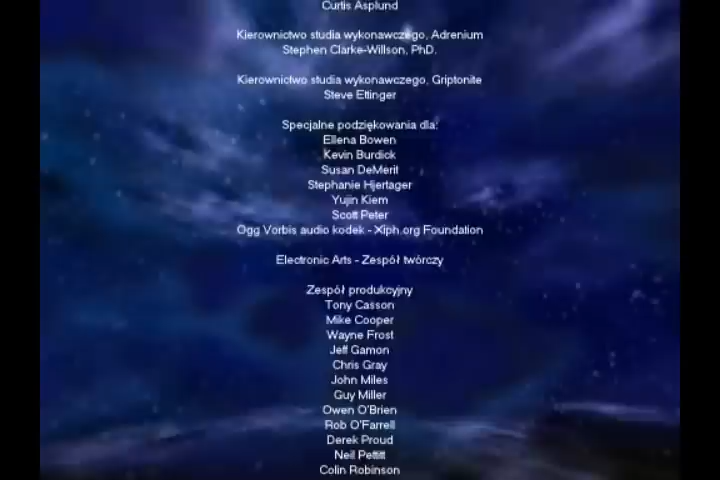 Curtis Asplund
Kierownictwo studia wykonawczego, Adrenium
Stephen Clarke-Willson, PhD.
Kierownictwo studia wykonawczego, Griptonite
Steve Ettinger
Specjalne podziękowania dla:
Ellena Bowen
Kevin Burdick
Susan DeMerit
Stephanie Hjertager
Yujin Kiem
Scott Peter
Ogg Vorbis audio kodek - Xiph.org Foundation
Electronic Arts - Zespół twórczy
Zespół produkcyjny
Tony Casson
Mike Cooper
Wayne Frost
Jeff Gamon
Chris Gray
John Miles
Guy Miller
Owen O'Brien
Rob O'Farrell
Derek Proud
Neil Pettitt
Colin Robinson